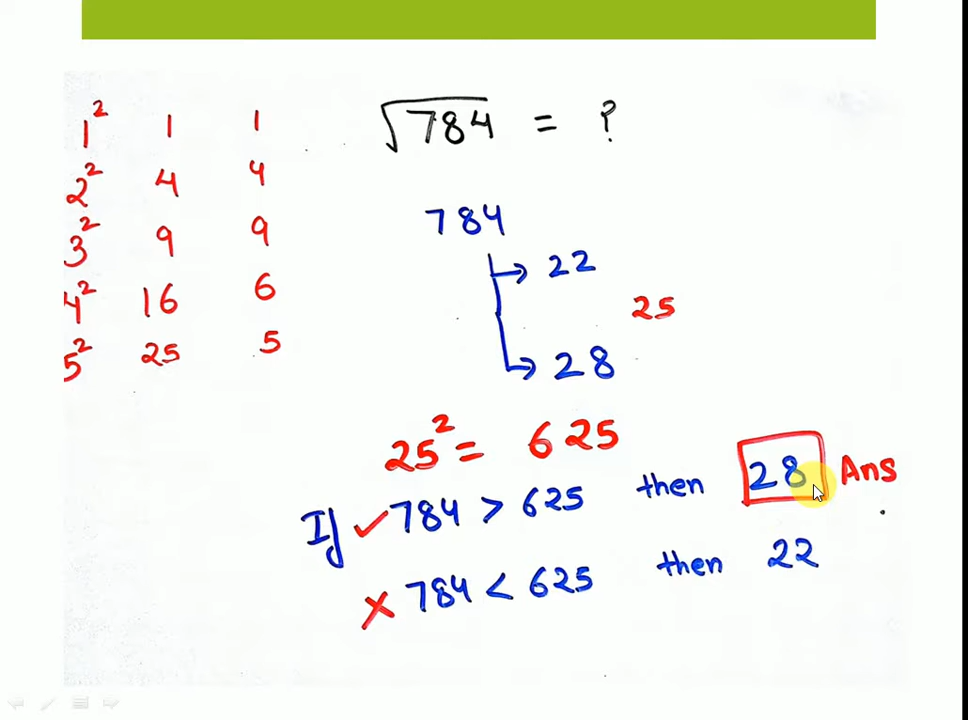 √784 = ?
1² 1 1
2² 4 4
3² 9 9
4² 16 6
5² 25 5
784
→ 22
25
→ 28
25² = 625
If ✓ 784 > 625 then 28 Ans
✗ 784 < 625 then 22